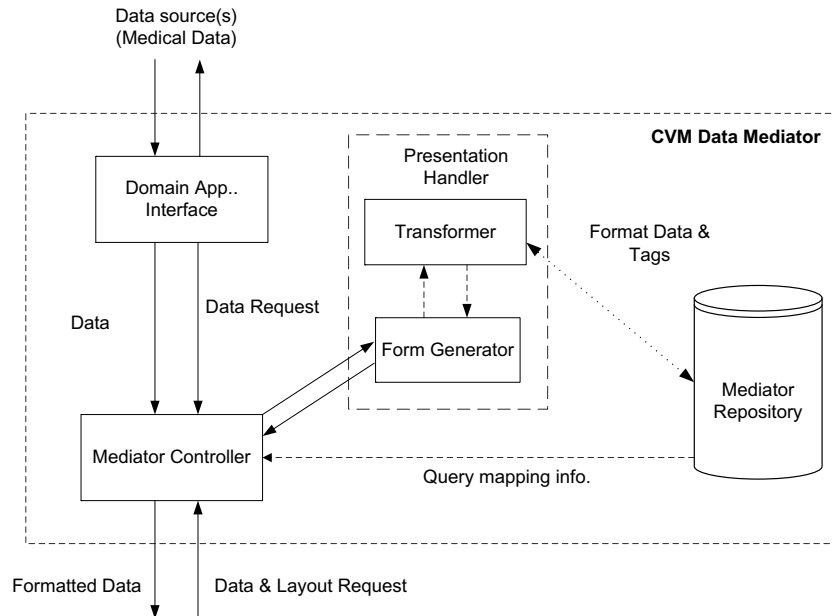 Data source(s)
(Medical Data)
CVM Data Mediator
Presentation
Handler
Domain App..
Interface
Transformer
Format Data &
Tags
Data Request
Data
Form Generator
Mediator
Repository
Mediator Controller
Query mapping info.
Formatted Data
Data & Layout Request